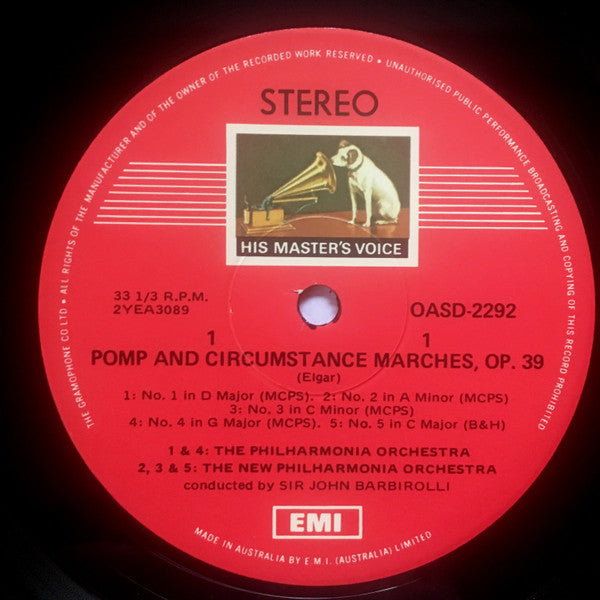 THE GRAMOPHONE CO LTD • ALL RIGHTS OF THE MANUFACTURER AND OF THE OWNER OF THE RECORDED WORK RESERVED • UNAUTHORISED PUBLIC PERFORMANCE BROADCASTING AND COPYING OF THIS RECORD PROHIBITED
STEREO
HIS MASTER'S VOICE
33 1/3 R.P.M.
2YEA3089
OASD-2292
1 1
POMP AND CIRCUMSTANCE MARCHES, OP. 39
(Elgar)
1: No. 1 in D Major (MCPS). 2: No. 2 in A Minor (MCPS)
3: No. 3 in C Minor (MCPS)
4: No. 4 in G Major (MCPS). 5: No. 5 in C Major (B&H)
1 & 4: THE PHILHARMONIA ORCHESTRA
2, 3 & 5: THE NEW PHILHARMONIA ORCHESTRA
conducted by SIR JOHN BARBIROLLI
EMI
MADE IN AUSTRALIA BY E.M.I. (AUSTRALIA) LIMITED